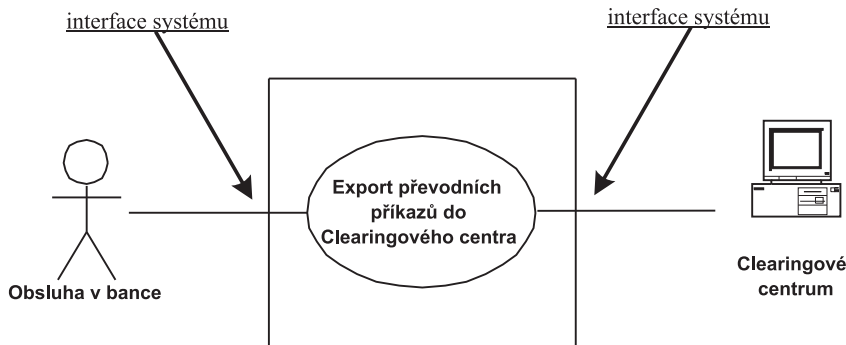 interface systému
interface systému
Export převodních
příkazů do
Clearingového centra
Obsluha v bance
Clearingové
centrum